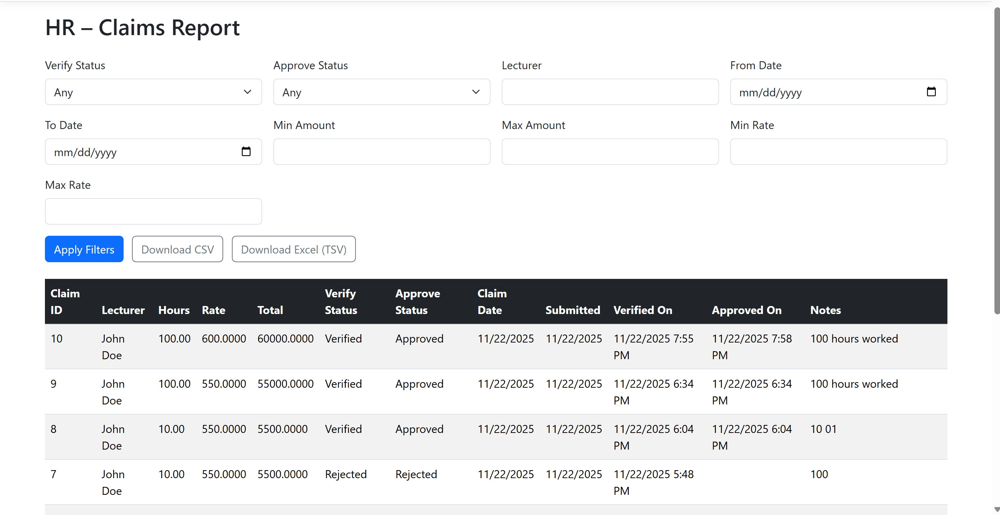 HR – Claims Report
Verify Status Approve Status Lecturer From Date
Any Any mm/dd/yyyy
To Date Min Amount Max Amount Min Rate
mm/dd/yyyy
Max Rate
Apply Filters Download CSV Download Excel (TSV)
Claim Verify Approve Claim
ID Lecturer Hours Rate Total Status Status Date Submitted Verified On Approved On Notes
10 John 100.00 600.0000 60000.0000 Verified Approved 11/22/2025 11/22/2025 11/22/2025 7:55 11/22/2025 7:58 100 hours worked
Doe PM PM
9 John 100.00 550.0000 55000.0000 Verified Approved 11/22/2025 11/22/2025 11/22/2025 6:34 11/22/2025 6:34 100 hours worked
Doe PM PM
8 John 10.00 550.0000 5500.0000 Verified Approved 11/22/2025 11/22/2025 11/22/2025 6:04 11/22/2025 6:04 10 01
Doe PM PM
7 John 10.00 550.0000 5500.0000 Rejected Rejected 11/22/2025 11/22/2025 11/22/2025 5:48 100
Doe PM